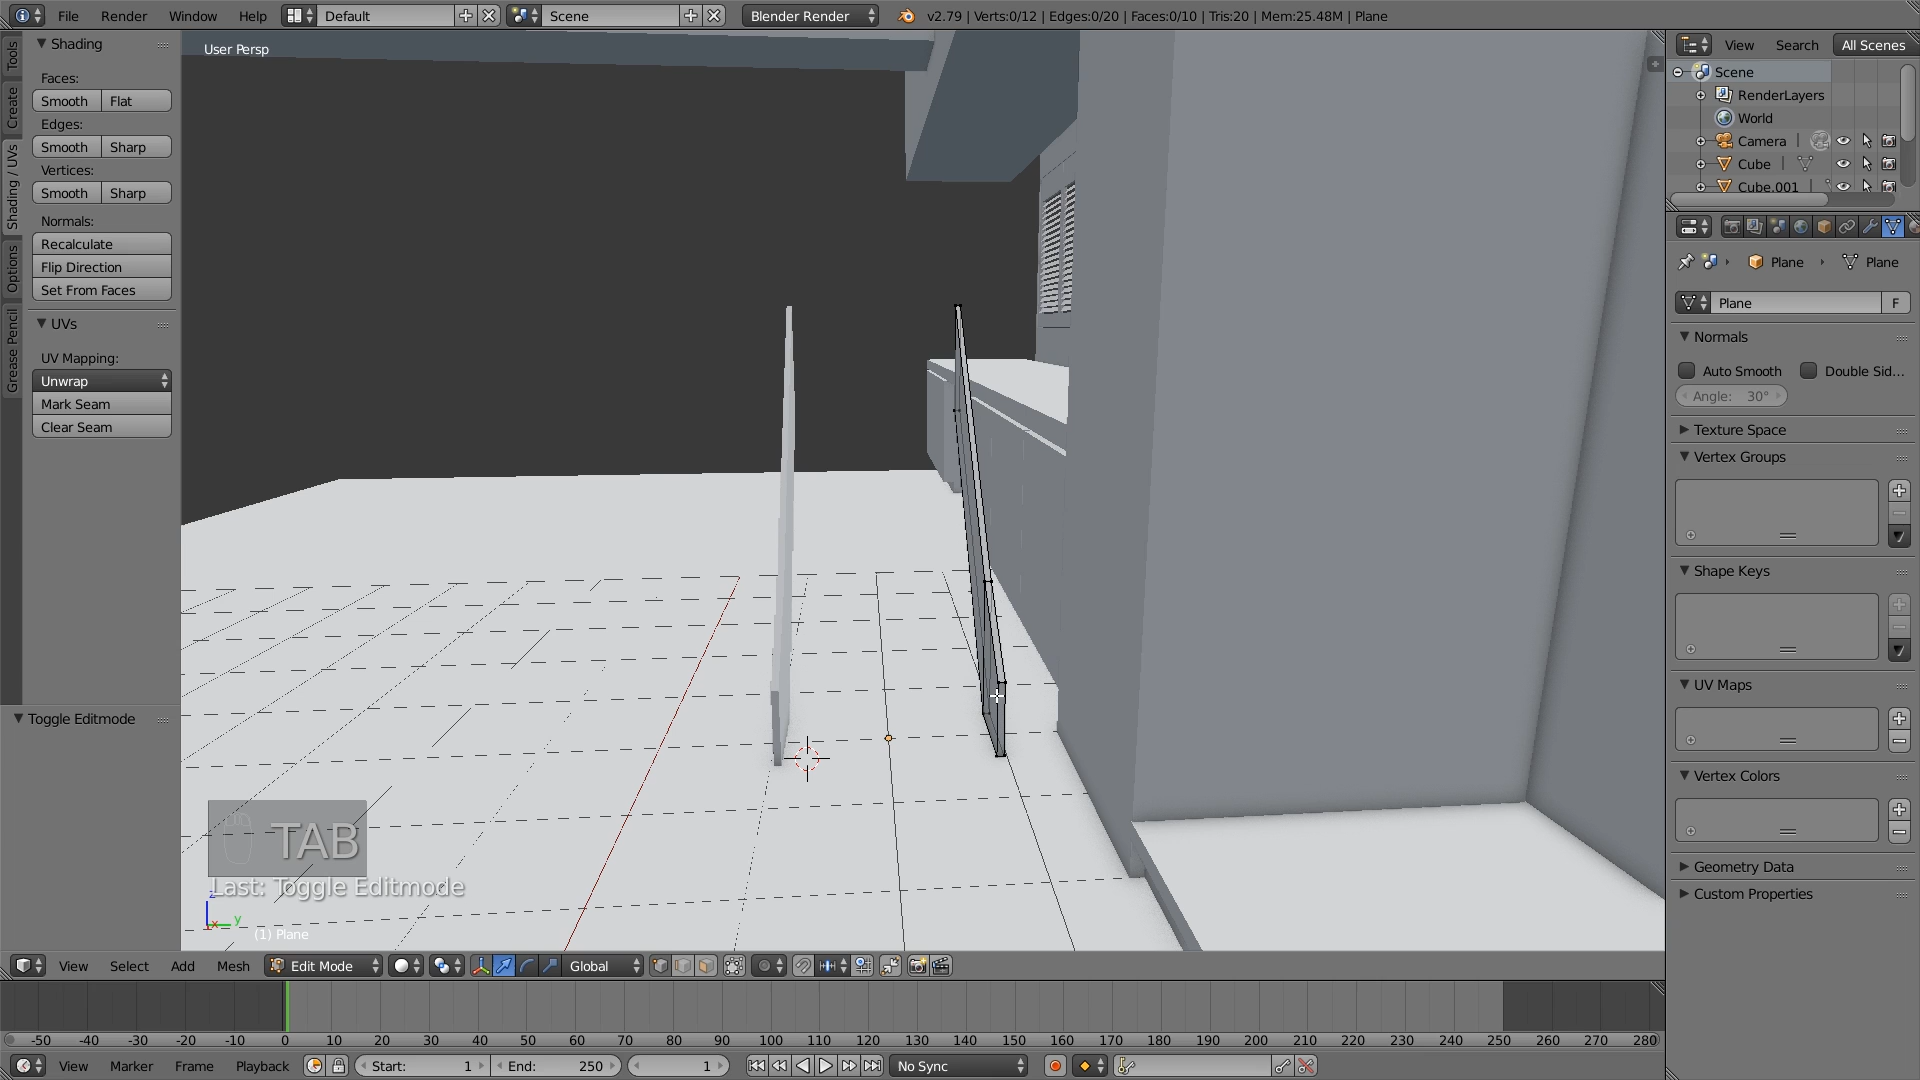 File Render Window Help Default Scene Blender Render v2.79 | Verts:0/12 | Edges:0/20 | Faces:0/10 | Tris:20 | Mem:25.48M | Plane
Tools
Create
Shading / UVs
Options
Grease Pencil
Shading
Faces:
Smooth Flat
Edges:
Smooth Sharp
Vertices:
Smooth Sharp
Normals:
Recalculate
Flip Direction
Set From Faces
UVs
UV Mapping:
Unwrap
Mark Seam
Clear Seam
Toggle Editmode
User Persp
TAB
Last: Toggle Editmode
z
x
y
(1) Plane
View Search All Scenes
Scene
RenderLayers
World
Camera
Cube
Cube.001
Plane Plane
Plane F
Normals
Auto Smooth Double Sid...
Angle: 30°
Texture Space
Vertex Groups
Shape Keys
UV Maps
Vertex Colors
Geometry Data
Custom Properties
View Select Add Mesh Edit Mode Global
-50 -40 -30 -20 -10 0 10 20 30 40 50 60 70 80 90 100 110 120 130 140 150 160 170 180 190 200 210 220 230 240 250 260 270 280
View Marker Frame Playback Start: 1 End: 250 1 No Sync